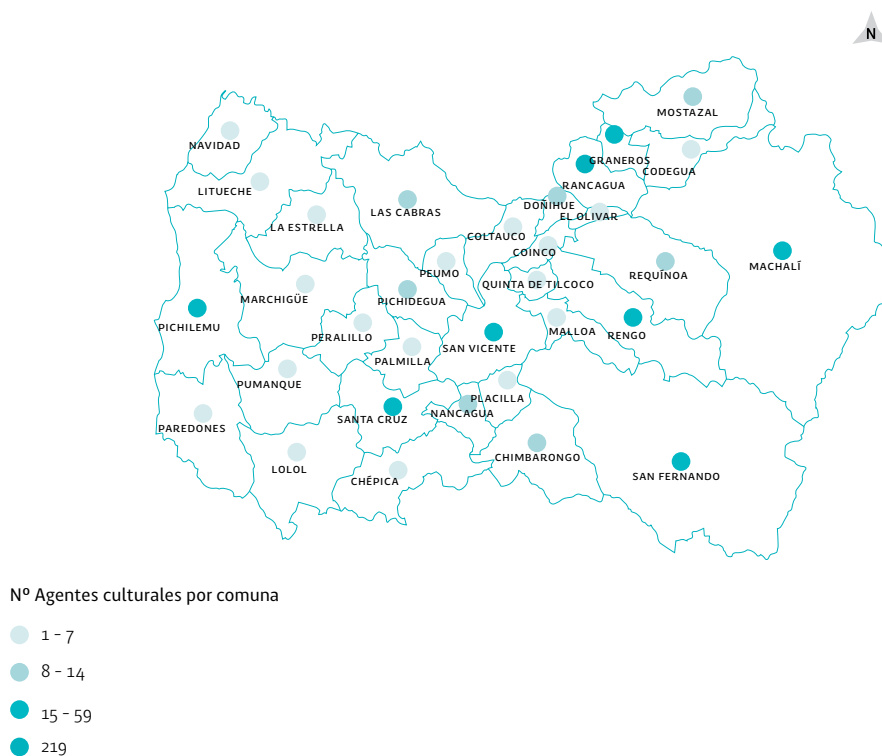 N
MOSTAZAL
NAVIDAD
GRANEROS
CODEGUA
RANCAGUA
LITUECHE
DOÑIHUE
LAS CABRAS
EL OLIVAR
LA ESTRELLA
COLTAUCO
COINCO
MACHALÍ
PEUMO
REQUÍNOA
QUINTA DE TILCOCO
MARCHIGÜE
PICHIDEGUA
PICHILEMU
MALLOA
RENGO
PERALILLO
SAN VICENTE
PALMILLA
PUMANQUE
PLACILLA
NANCAGUA
SANTA CRUZ
PAREDONES
CHIMBARONGO
LOLOL
SAN FERNANDO
CHÉPICA
Nº Agentes culturales por comuna
1 - 7
8 - 14
15 - 59
219